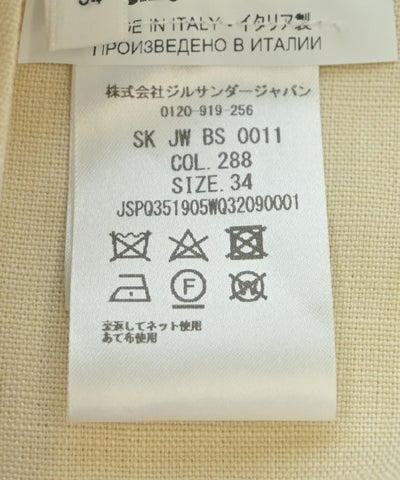 DE IN ITALY - イタリア製
ПРОИЗВЕДЕНО В ИТАЛИИ
株式会社ジルサンダージャパン
0120-919-256
SK JW BS 0011
COL. 288
SIZE. 34
JSPQ351905WQ32090001
F
W
裏返してネット使用
あて布使用